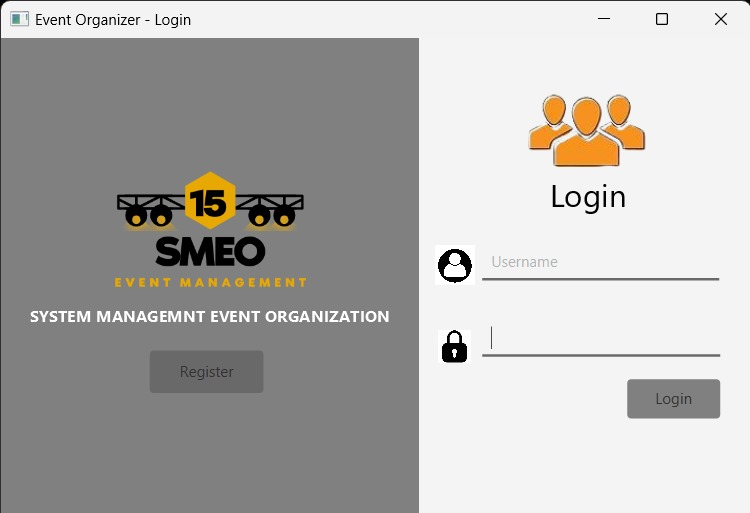 Event Organizer - Login
15
SMEO
EVENT MANAGEMENT
SYSTEM MANAGEMNT EVENT ORGANIZATION
Register
Login
Username
Login